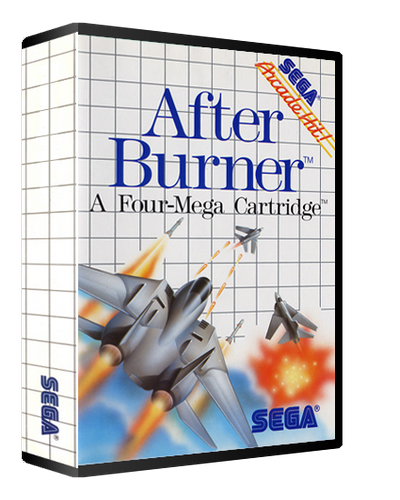 SEGA®
Arcade Hit!
After
Burner™
A Four-Mega Cartridge™
SEGA®
SEGA®